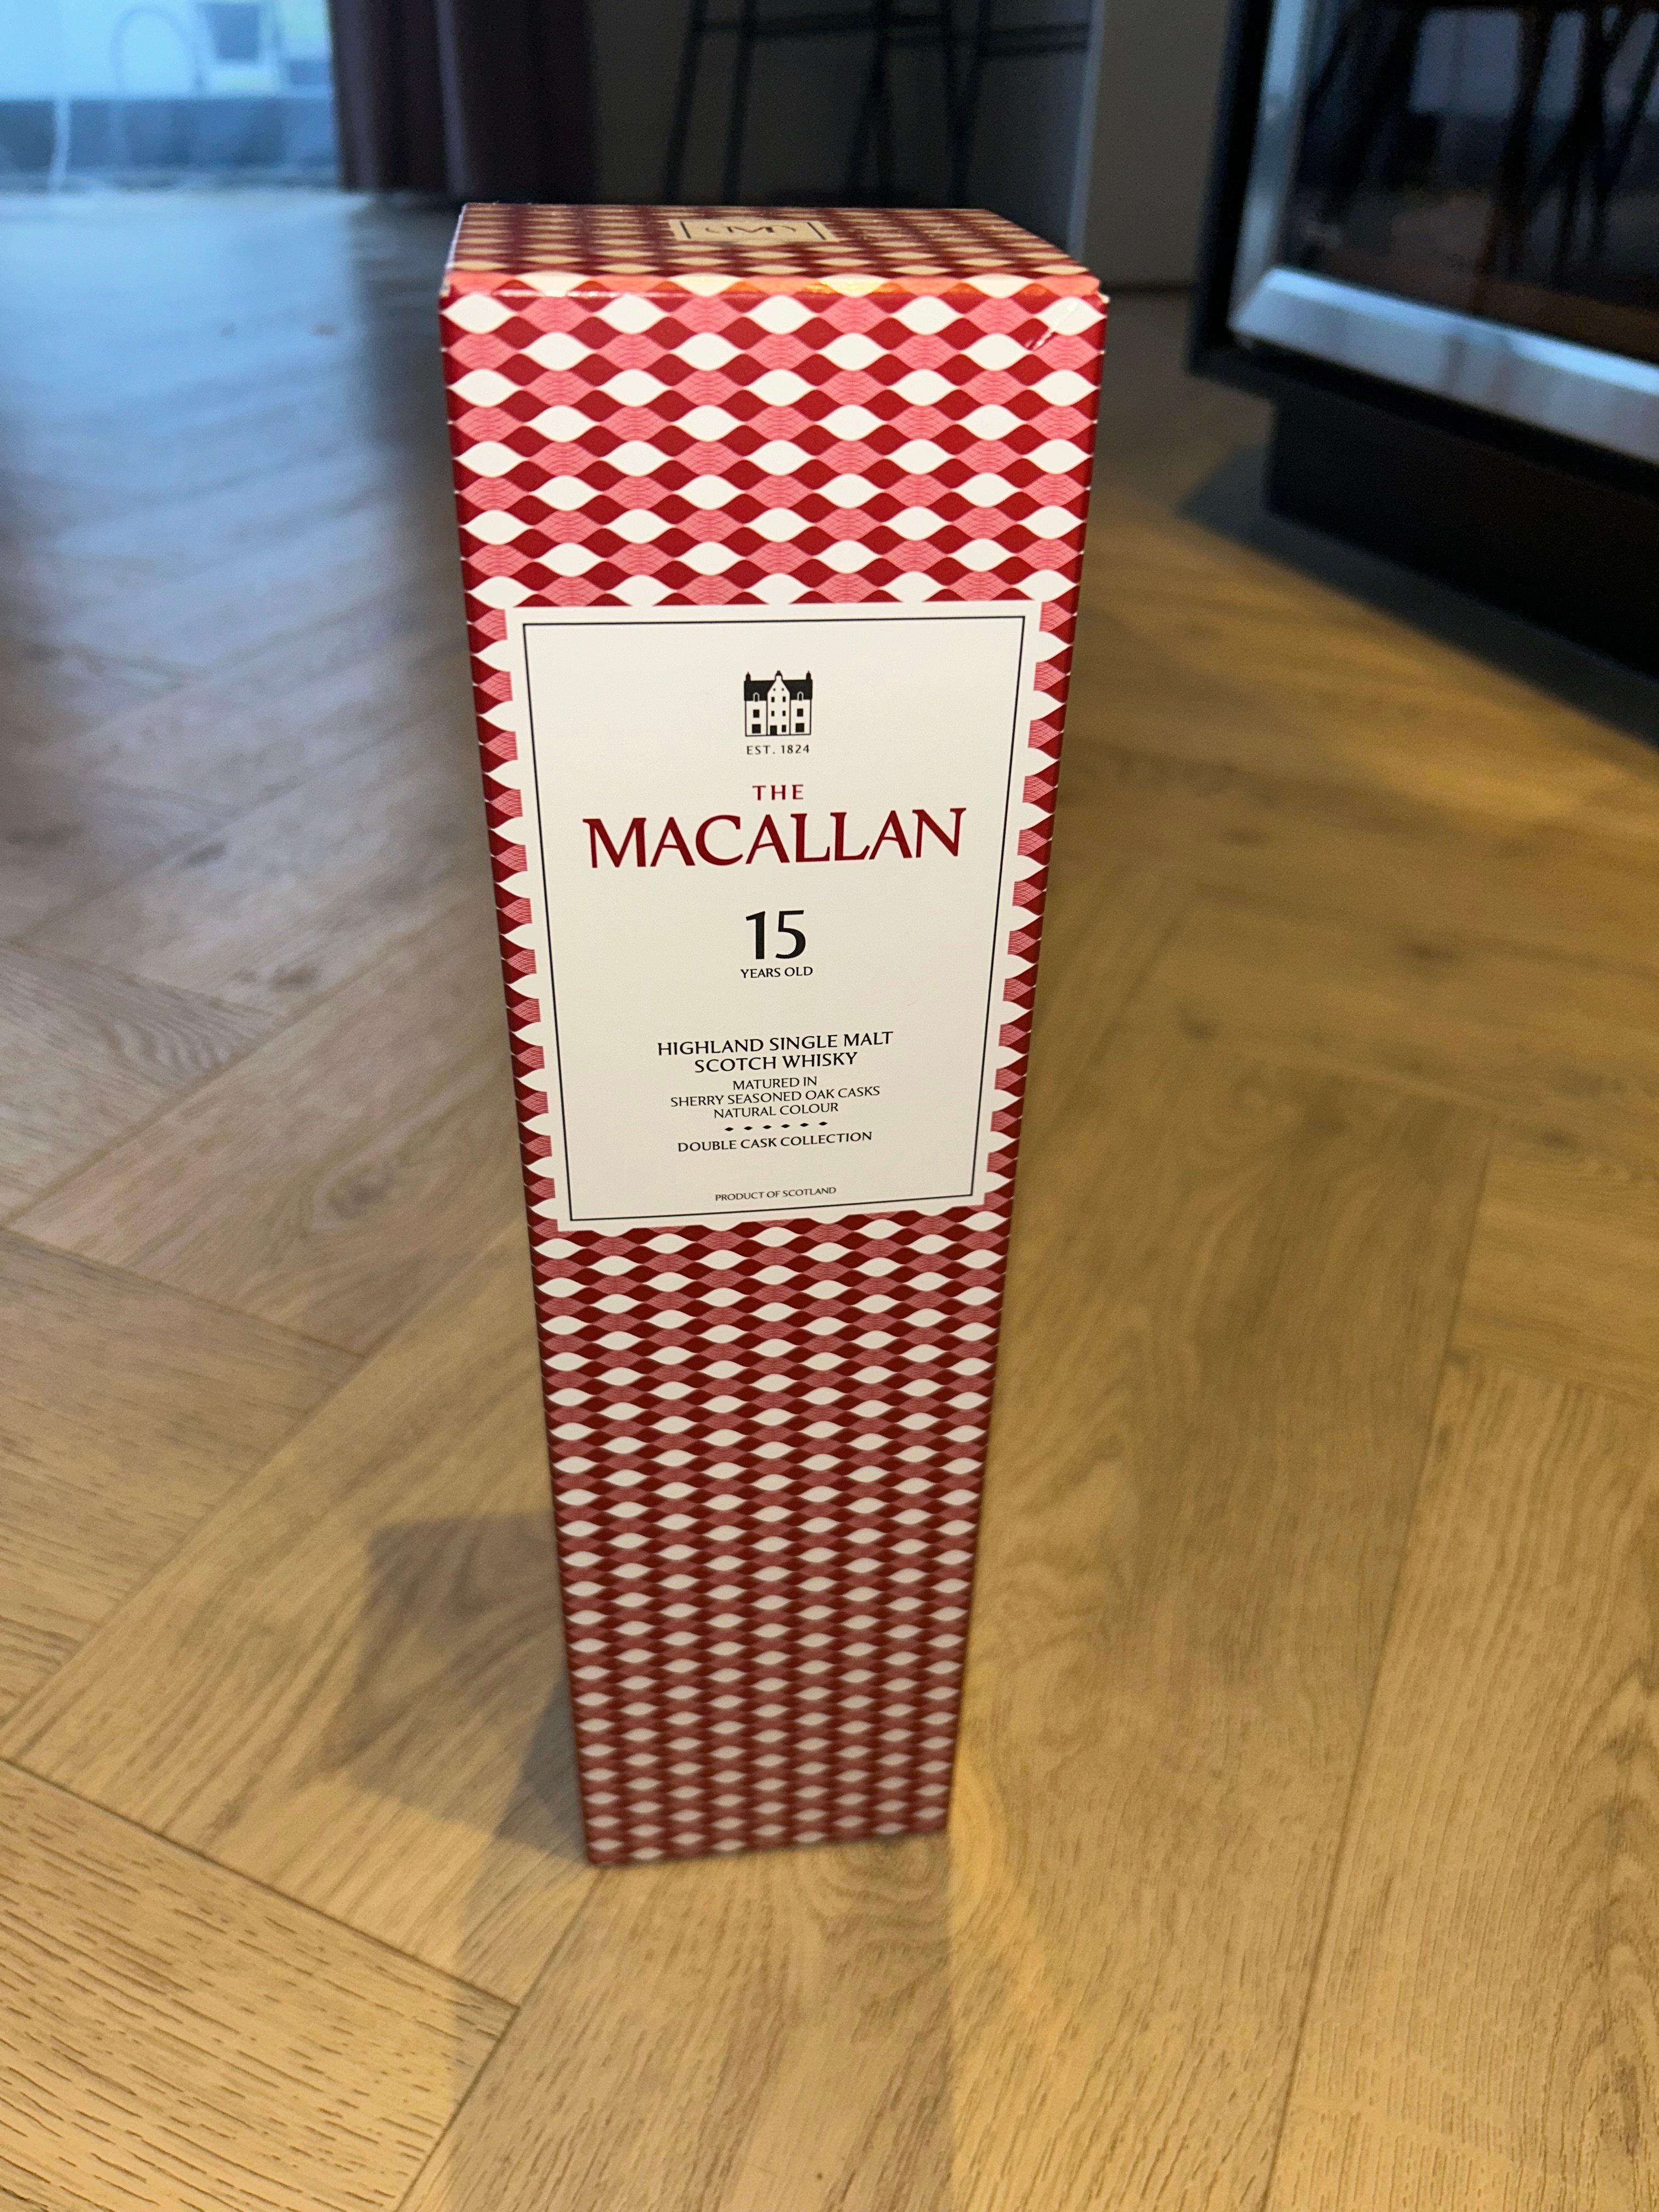 EST. 1824
THE
MACALLAN
15
YEARS OLD
HIGHLAND SINGLE MALT
SCOTCH WHISKY
MATURED IN
SHERRY SEASONED OAK CASKS
NATURAL COLOUR
DOUBLE CASK COLLECTION
PRODUCT OF SCOTLAND